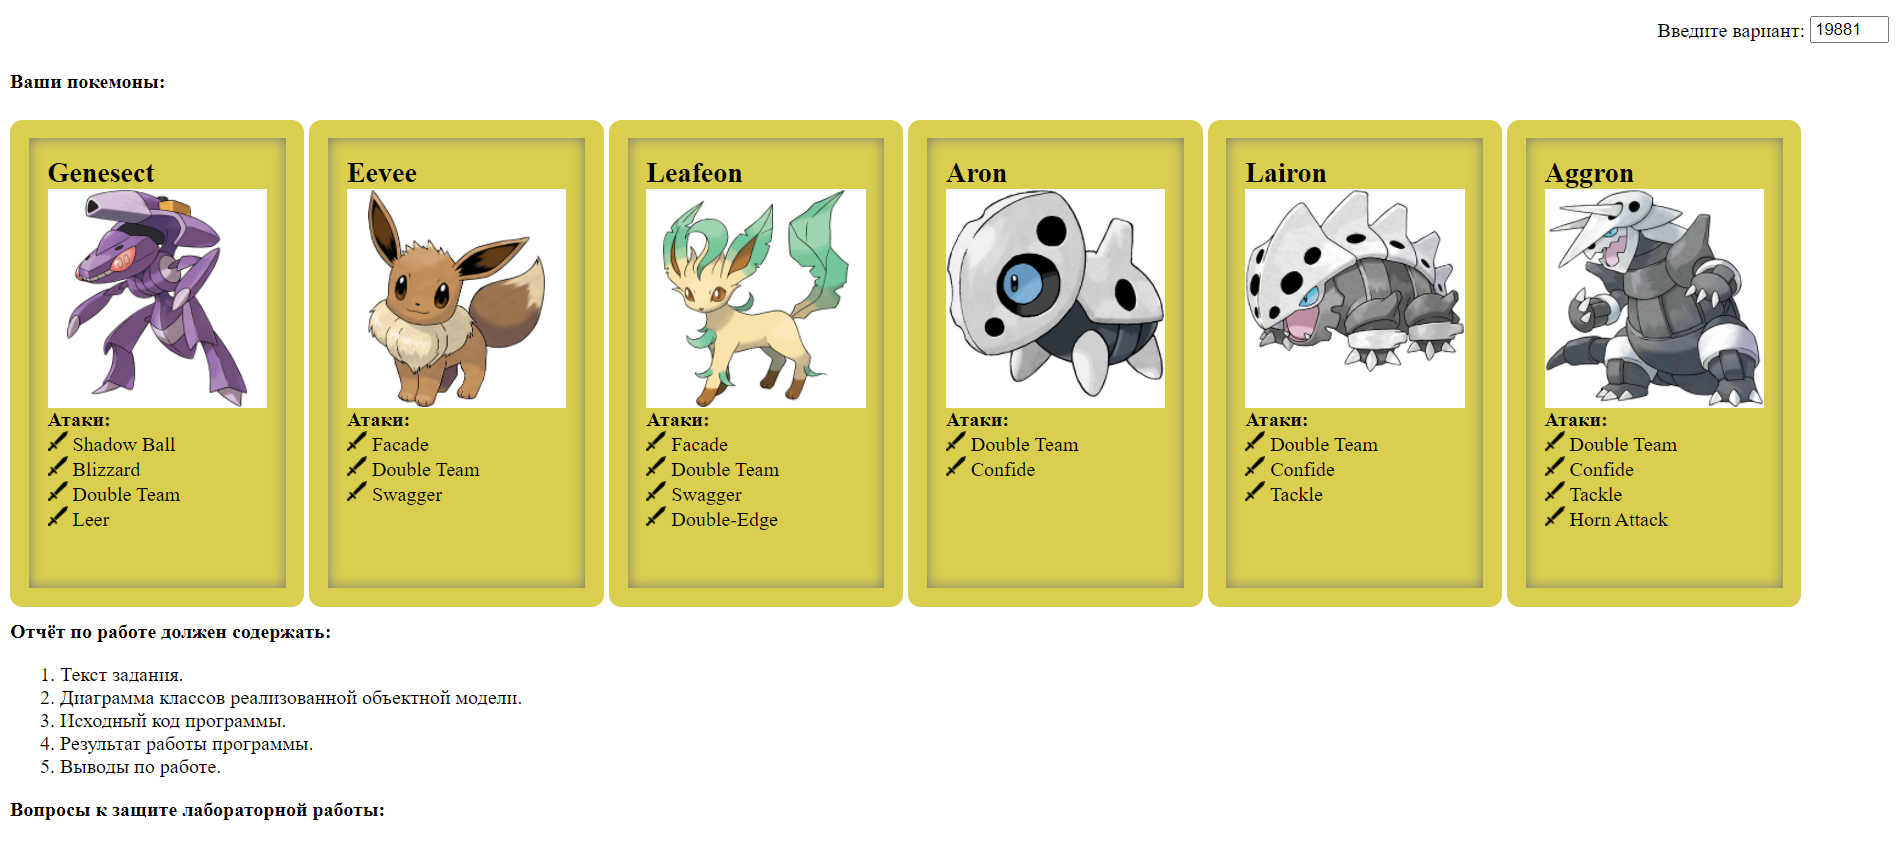 Введите вариант: 19881
Ваши покемоны:
Genesect
Атаки:
Shadow Ball
Blizzard
Double Team
Leer
Eevee
Атаки:
Facade
Double Team
Swagger
Leafeon
Атаки:
Facade
Double Team
Swagger
Double-Edge
Aron
Атаки:
Double Team
Confide
Lairon
Атаки:
Double Team
Confide
Tackle
Aggron
Атаки:
Double Team
Confide
Tackle
Horn Attack
Отчёт по работе должен содержать:
1. Текст задания.
2. Диаграмма классов реализованной объектной модели.
3. Исходный код программы.
4. Результат работы программы.
5. Выводы по работе.
Вопросы к защите лабораторной работы: